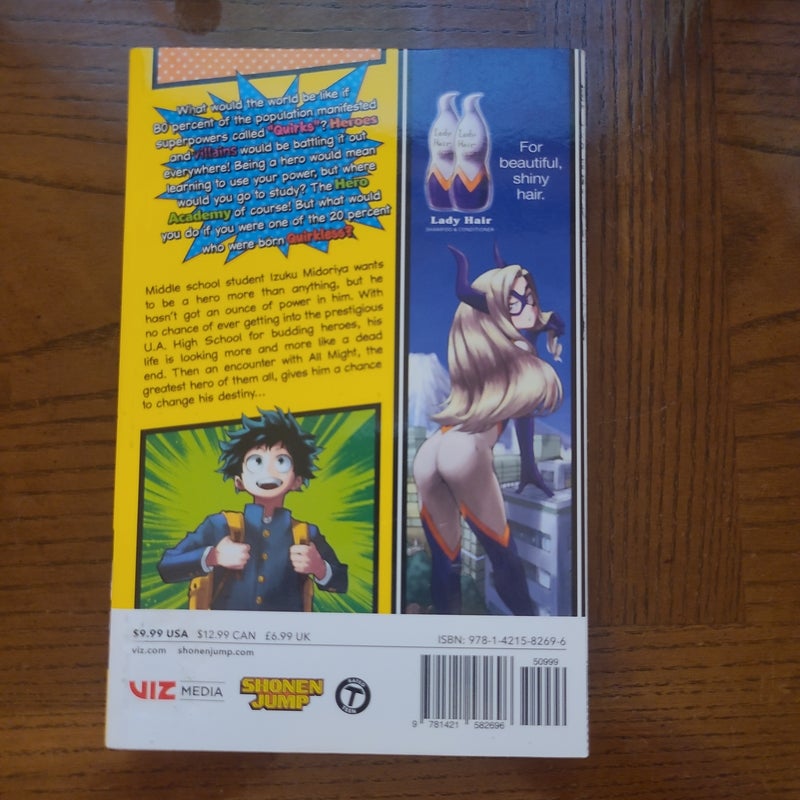 What would the world be like if
80 percent of the population manifested
superpowers called "Quirks"? Heroes
and villains would be battling it out
everywhere! Being a hero would mean
learning to use your power, but where
would you go to study? The Hero
Academy of course! But what would
you do if you were one of the 20 percent
who were born Quirkless?
Middle school student Izuku Midoriya wants
to be a hero more than anything, but he
hasn't got an ounce of power in him. With
no chance of ever getting into the prestigious
U.A. High School for budding heroes, his
life is looking more and more like a dead
end. Then an encounter with All Might, the
greatest hero of them all, gives him a chance
to change his destiny...
Lady Hair
Lady Hair
For
beautiful,
shiny
hair.
Lady Hair
SHAMPOO & CONDITIONER
$9.99 USA $12.99 CAN £6.99 UK
viz.com shonenjump.com
VIZ MEDIA
SHONEN
JUMP
RATED
T
TEEN
ISBN: 978-1-4215-8269-6
50999
9 781421 582696